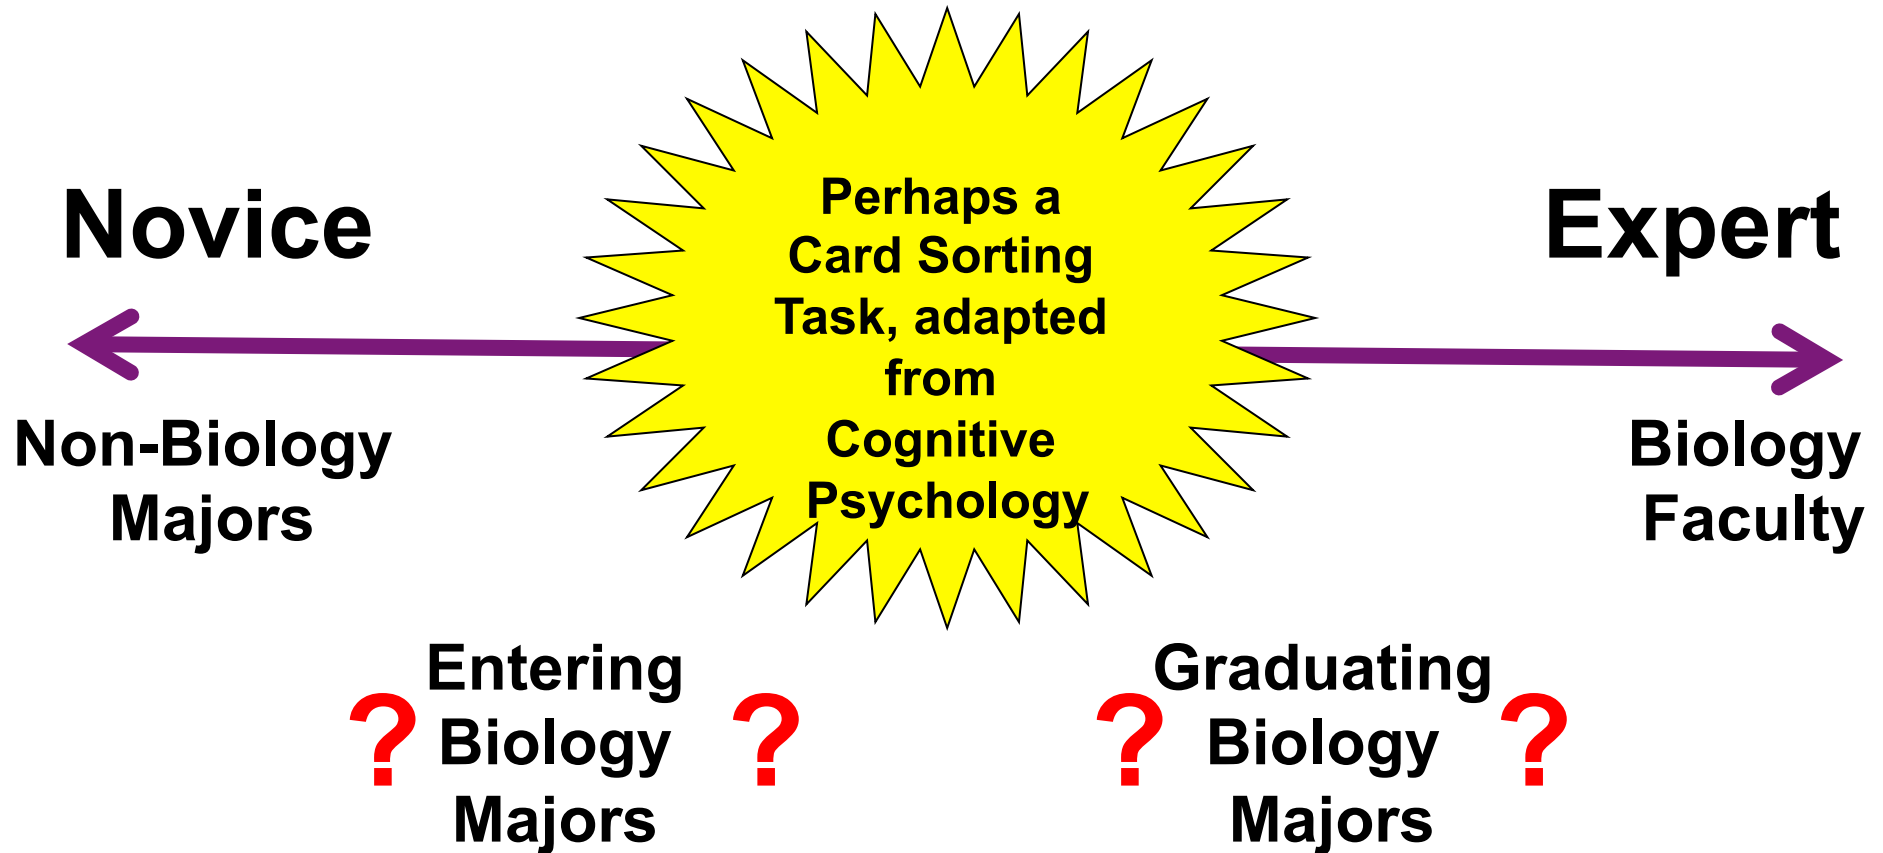 Novice
Perhaps a
Card Sorting
Task, adapted
from
Cognitive
Psychology
Expert
Non-Biology
Majors
Biology
Faculty
Entering
? Biology ?
Majors
Graduating
? Biology ?
Majors